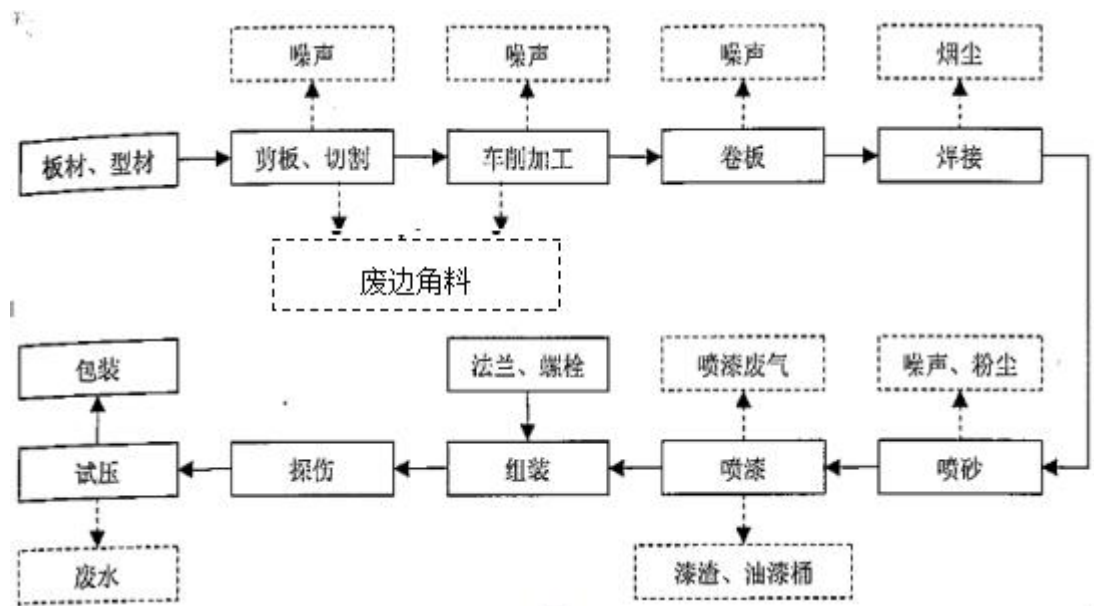 噪声
噪声
噪声
烟尘
板材、型材
剪板、切割
车削加工
卷板
焊接
废边角料
包装
法兰、螺栓
喷漆废气
噪声、粉尘
试压
探伤
组装
喷漆
喷砂
废水
漆渣、油漆桶